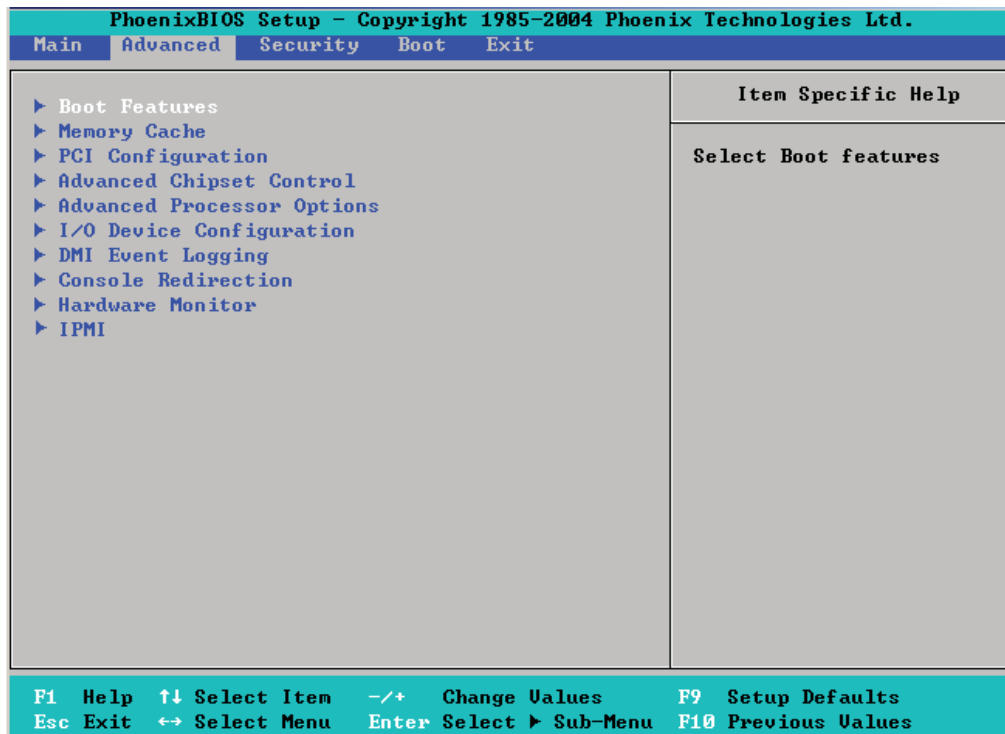 PhoenixBIOS Setup - Copyright 1985-2004 Phoenix Technologies Ltd.
Main Advanced Security Boot Exit
Boot Features
Memory Cache
PCI Configuration
Advanced Chipset Control
Advanced Processor Options
I/O Device Configuration
DMI Event Logging
Console Redirection
Hardware Monitor
IPMI
Item Specific Help
Select Boot features
F1 Help ↑↓ Select Item -/+ Change Values F9 Setup Defaults
Esc Exit ↔ Select Menu Enter Select ▶ Sub-Menu F10 Previous Values